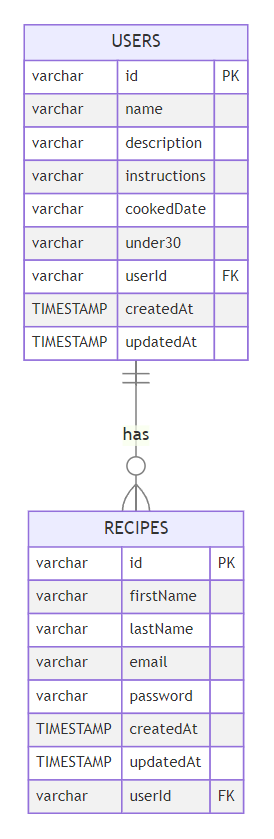 USERS
varchar id PK
varchar name
varchar description
varchar instructions
varchar cookedDate
varchar under30
varchar userId FK
TIMESTAMP createdAt
TIMESTAMP updatedAt
has
RECIPES
varchar id PK
varchar firstName
varchar lastName
varchar email
varchar password
TIMESTAMP createdAt
TIMESTAMP updatedAt
varchar userId FK